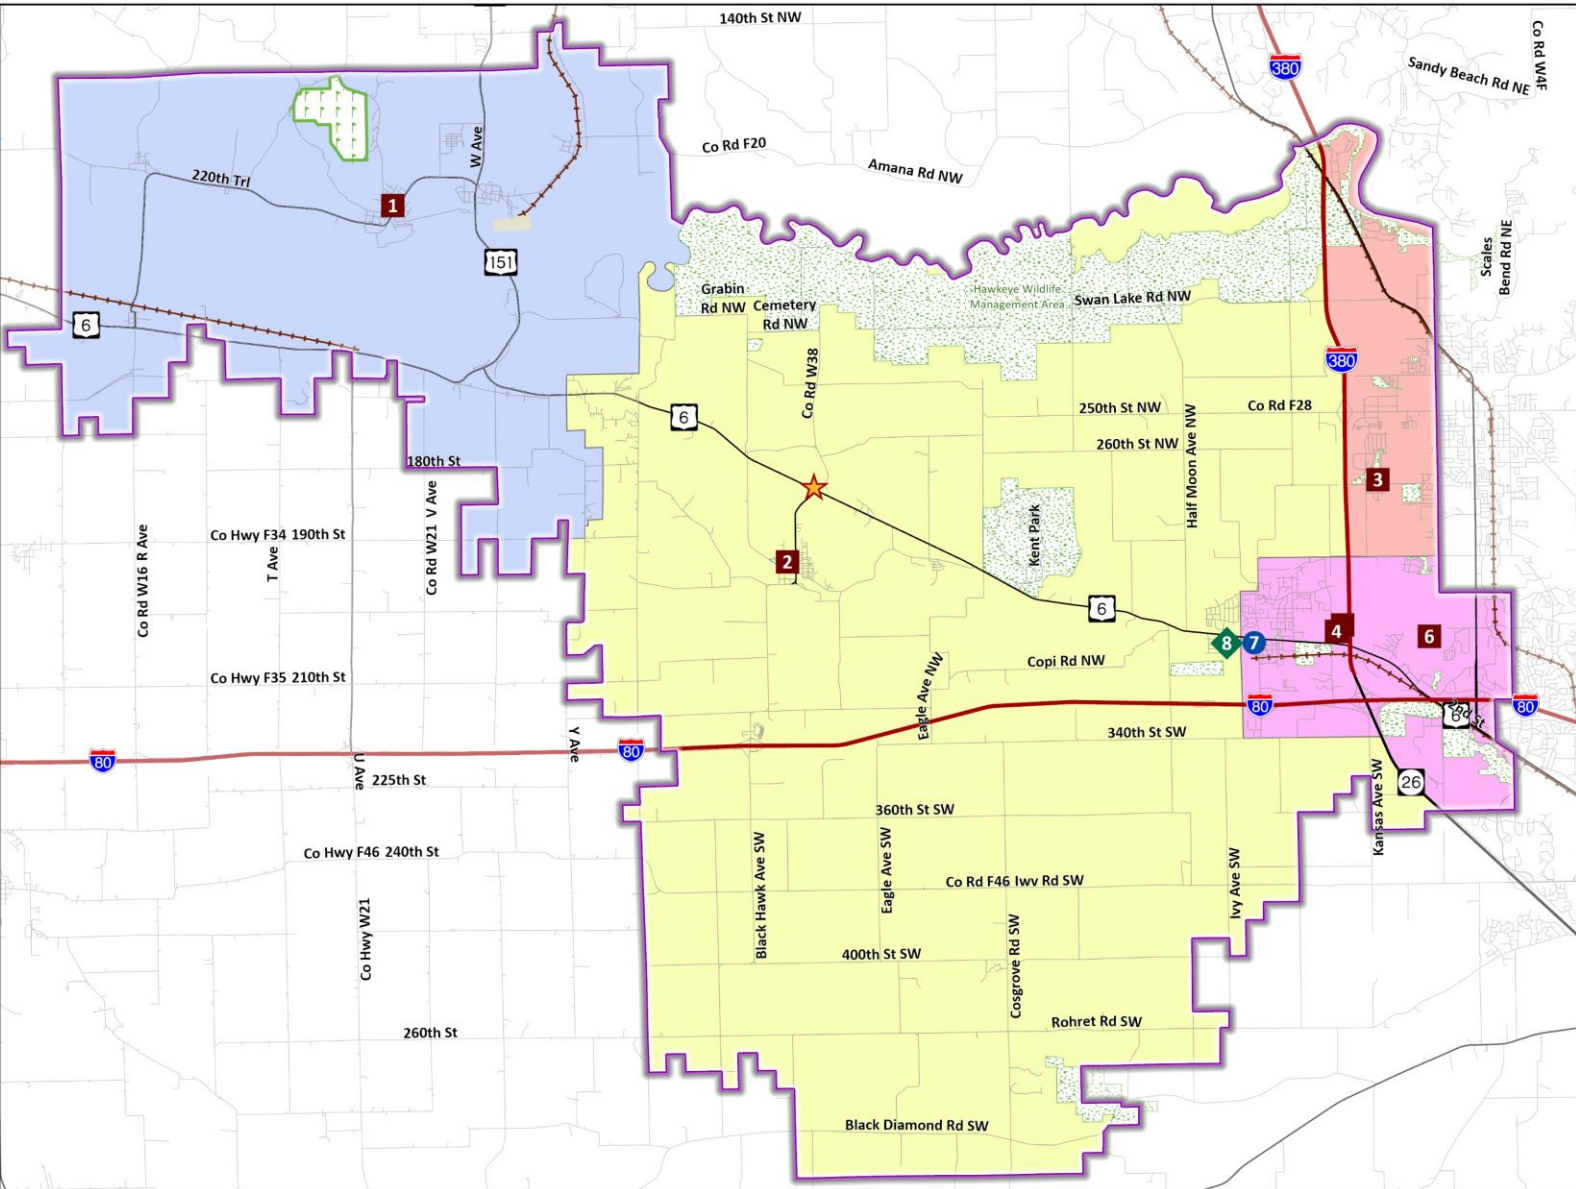 140th St NW
380
Sandy Beach Rd NE
Co Rd W4F
Co Rd F20
Amana Rd NW
W Ave
220th Trl
1
151
Scales
Bend Rd NE
Grabin
Rd NW
Cemetery
Rd NW
Hawkeye Wildlife
Management Area
Swan Lake Rd NW
6
380
Co Rd W38
6
250th St NW
Co Rd F28
260th St NW
Half Moon Ave NW
180th St
3
Co Rd W21 V Ave
Co Hwy F34 190th St
T Ave
Co Rd W16 R Ave
Kent Park
2
6
4
6
8
7
Copi Rd NW
Co Hwy F35 210th St
Eagle Ave NW
80
80
2nd St
6
340th St SW
Y Ave
80
80
U Ave
225th St
26
Kansas Ave SW
360th St SW
Co Hwy F46 240th St
Black Hawk Ave SW
Eagle Ave SW
Co Rd F46 Iwv Rd SW
Ivy Ave SW
Co Hwy W21
400th St SW
Cosgrove Rd SW
260th St
Rohret Rd SW
Black Diamond Rd SW